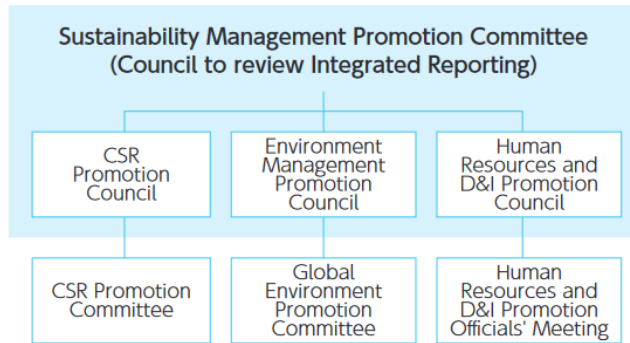 Sustainability Management Promotion Committee
(Council to review Integrated Reporting)
CSR
Promotion
Council
Environment
Management
Promotion
Council
Human
Resources and
D&I Promotion
Council
CSR Promotion
Committee
Global
Environment
Promotion
Committee
Human
Resources and
D&I Promotion
Officials' Meeting